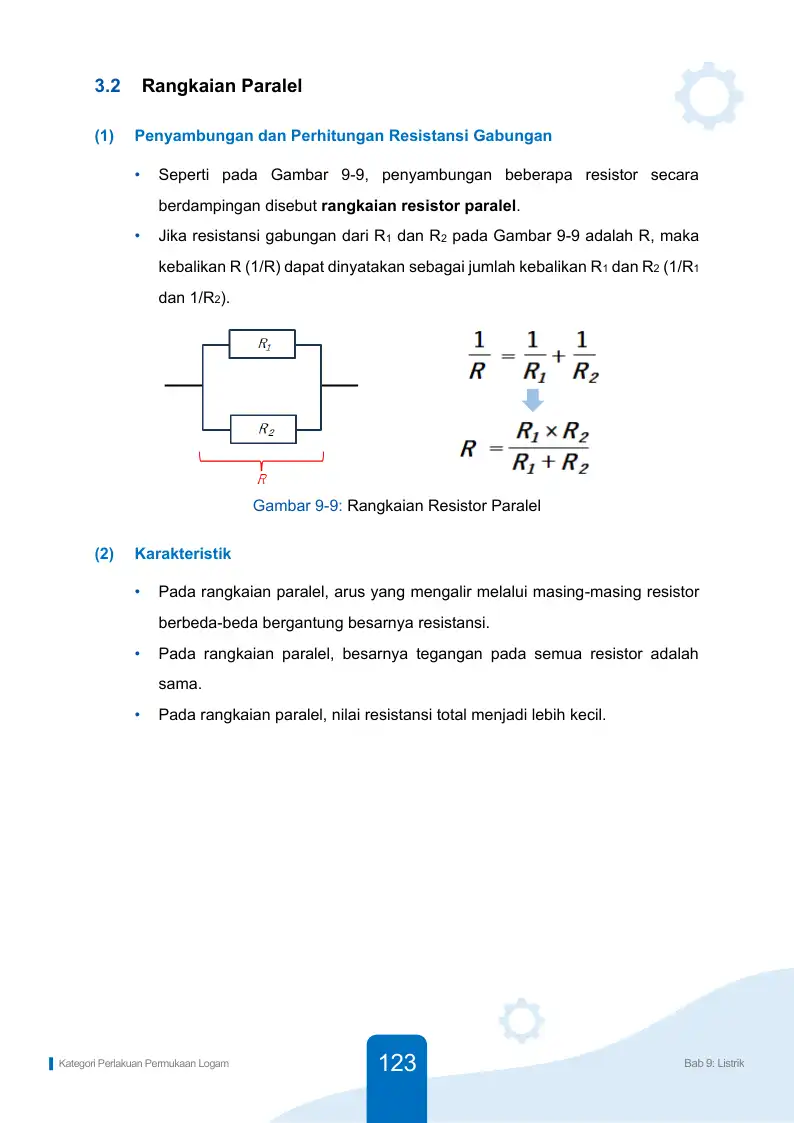 3.2 Rangkaian Paralel
(1) Penyambungan dan Perhitungan Resistansi Gabungan
• Seperti pada Gambar 9-9, penyambungan beberapa resistor secara
berdampingan disebut rangkaian resistor paralel.
• Jika resistansi gabungan dari R1 dan R2 pada Gambar 9-9 adalah R, maka
kebalikan R (1/R) dapat dinyatakan sebagai jumlah kebalikan R1 dan R2 (1/R1
dan 1/R2).
R1
R2
R
1/R = 1/R1 + 1/R2
R = (R1 × R2)/(R1 + R2)
Gambar 9-9: Rangkaian Resistor Paralel
(2) Karakteristik
• Pada rangkaian paralel, arus yang mengalir melalui masing-masing resistor
berbeda-beda bergantung besarnya resistansi.
• Pada rangkaian paralel, besarnya tegangan pada semua resistor adalah
sama.
• Pada rangkaian paralel, nilai resistansi total menjadi lebih kecil.
Kategori Perlakuan Permukaan Logam
123
Bab 9: Listrik